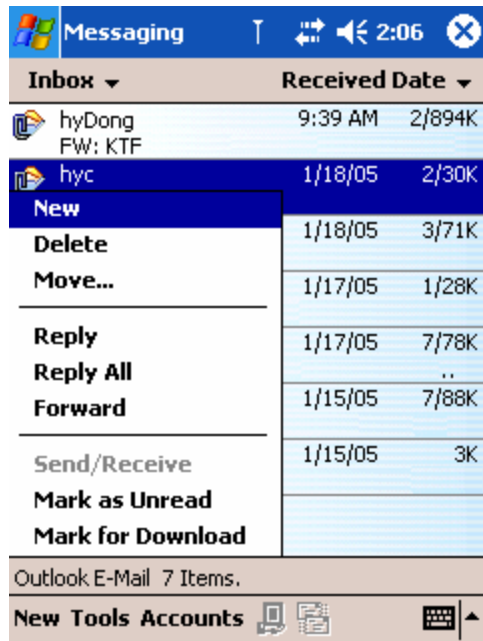 Messaging 2:06
Inbox Received Date
hyDong 9:39 AM 2/894K
FW: KTF
hyc 1/18/05 2/30K
New
Delete 1/18/05 3/71K
Move... 1/17/05 1/28K
Reply 1/17/05 7/78K
Reply All ..
Forward 1/15/05 7/88K
Send/Receive 1/15/05 3K
Mark as Unread
Mark for Download
Outlook E-Mail 7 Items.
New Tools Accounts